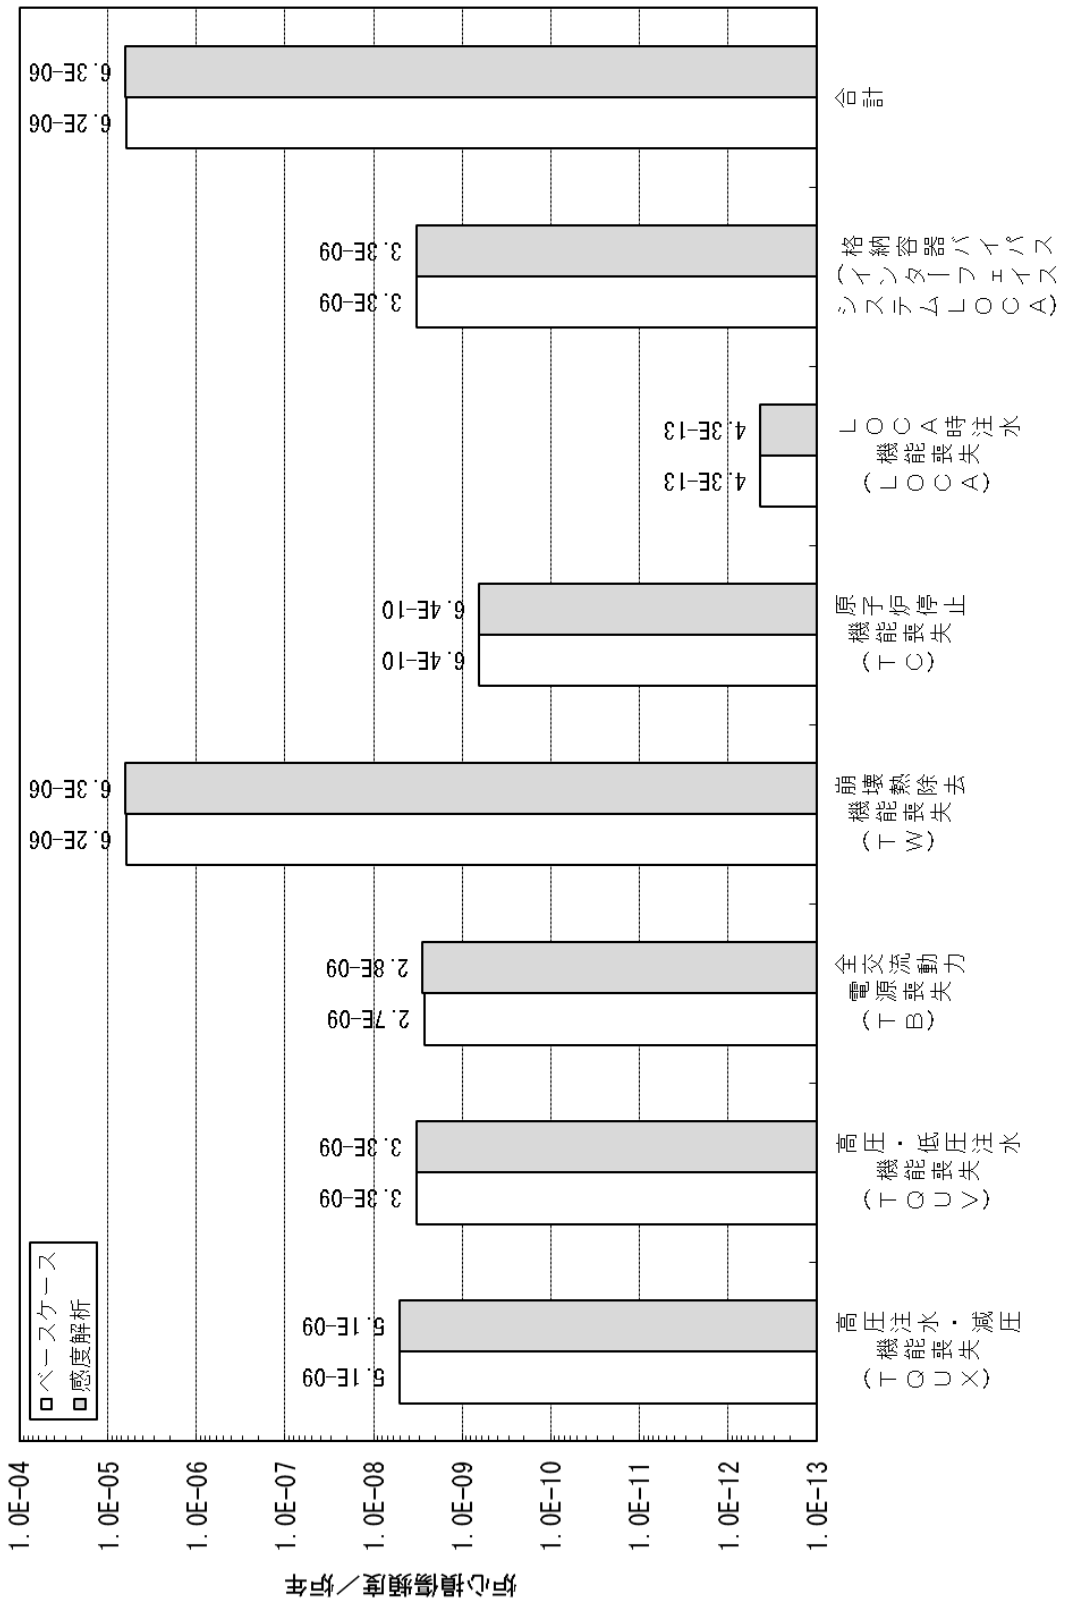 炉心損傷頻度／炉年
1.0E-04
1.0E-05
1.0E-06
1.0E-07
1.0E-08
1.0E-09
1.0E-10
1.0E-11
1.0E-12
1.0E-13
ベースケース
感度解析
5.1E-09
5.1E-09
3.3E-09
3.3E-09
2.7E-09
2.8E-09
6.2E-06
6.3E-06
6.4E-10
6.4E-10
4.3E-13
4.3E-13
3.3E-09
3.3E-09
6.2E-06
6.3E-06
高圧注水・減圧
機能喪失
(TQUX)
高圧・低圧注水
機能喪失
(TQUV)
全交流動力
電源喪失
(TB)
崩壊熱除去
機能喪失
(TW)
原子炉停止
機能喪失
(TC)
LOCA時注水
機能喪失
(LOCA)
格納容器バイパス
(インターフェイス
システムLOCA)
合計